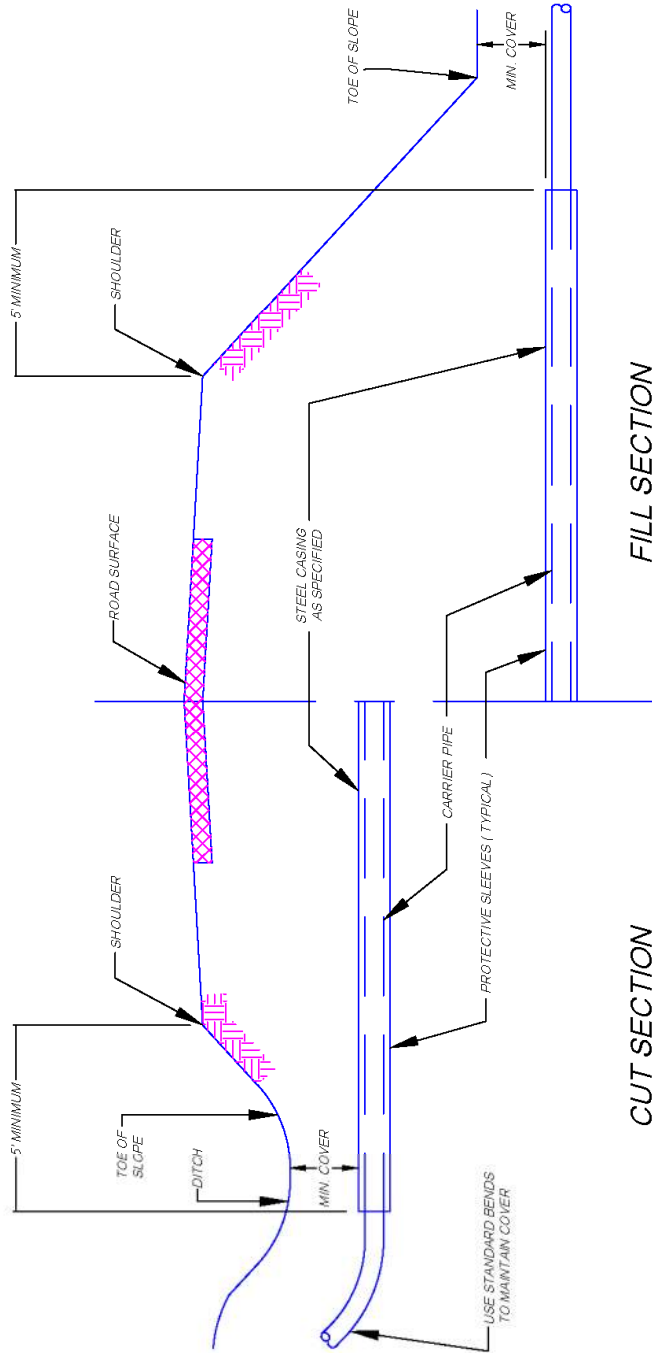 5' MINIMUM
SHOULDER
ROAD SURFACE
SHOULDER
5' MINIMUM
TOE OF
SLOPE
DITCH
MIN. COVER
STEEL CASING
AS SPECIFIED
TOE OF SLOPE
MIN. COVER
USE STANDARD BENDS
TO MAINTAIN COVER
CARRIER PIPE
PROTECTIVE SLEEVES ( TYPICAL )
CUT SECTION
FILL SECTION